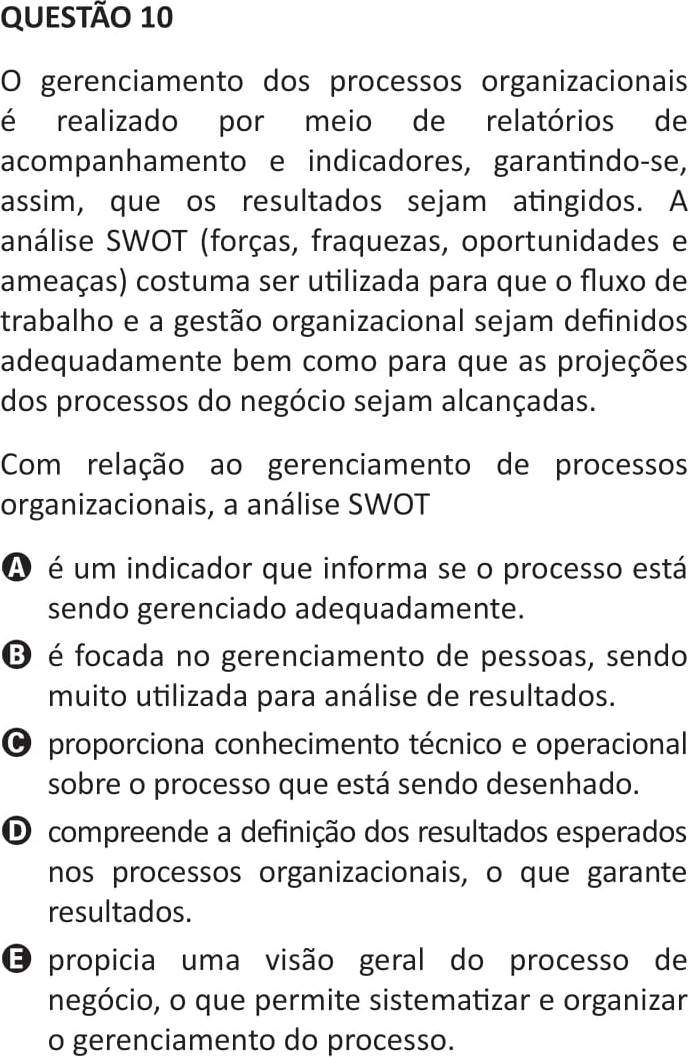 QUESTÃO 10
O gerenciamento dos processos organizacionais
é realizado por meio de relatórios de
acompanhamento e indicadores, garantindo-se,
assim, que os resultados sejam atingidos. A
análise SWOT (forças, fraquezas, oportunidades e
ameaças) costuma ser utilizada para que o fluxo de
trabalho e a gestão organizacional sejam definidos
adequadamente bem como para que as projeções
dos processos do negócio sejam alcançadas.
Com relação ao gerenciamento de processos
organizacionais, a análise SWOT
A é um indicador que informa se o processo está
sendo gerenciado adequadamente.
B é focada no gerenciamento de pessoas, sendo
muito utilizada para análise de resultados.
C proporciona conhecimento técnico e operacional
sobre o processo que está sendo desenhado.
D compreende a definição dos resultados esperados
nos processos organizacionais, o que garante
resultados.
E propicia uma visão geral do processo de
negócio, o que permite sistematizar e organizar
o gerenciamento do processo.